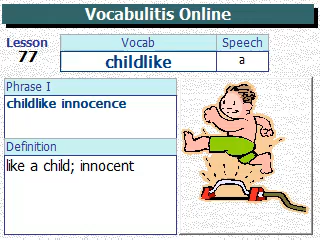 Vocabulitis Online
Lesson Vocab Speech
77 childlike a
Phrase I
childlike innocence
Definition
like a child; innocent